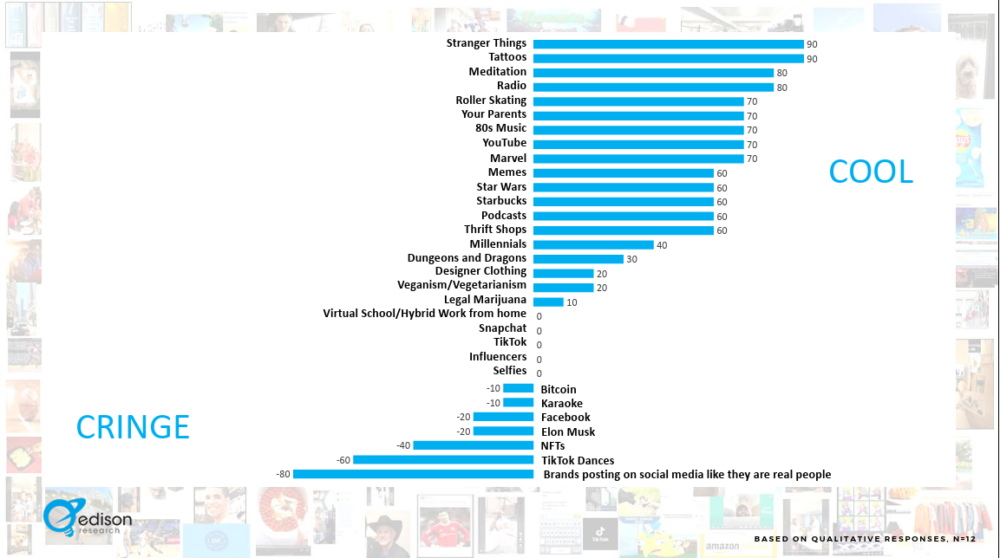 Stranger Things 90
Tattoos 90
Meditation 80
Radio 80
Roller Skating 70
Your Parents 70
80s Music 70
YouTube 70
Marvel 70
COOL
Memes 60
Star Wars 60
Starbucks 60
Podcasts 60
Thrift Shops 60
Millennials 40
Dungeons and Dragons 30
Designer Clothing 20
Veganism/Vegetarianism 20
Legal Marijuana 10
Virtual School/Hybrid Work from home 0
Snapchat 0
TikTok 0
Influencers 0
Selfies 0
-10 Bitcoin
-10 Karaoke
-20 Facebook
CRINGE
-20 Elon Musk
-40 NFTs
-60 TikTok Dances
-80 Brands posting on social media like they are real people
edison
research
TikTok
amazon
BASED ON QUALITATIVE RESPONSES, N=12